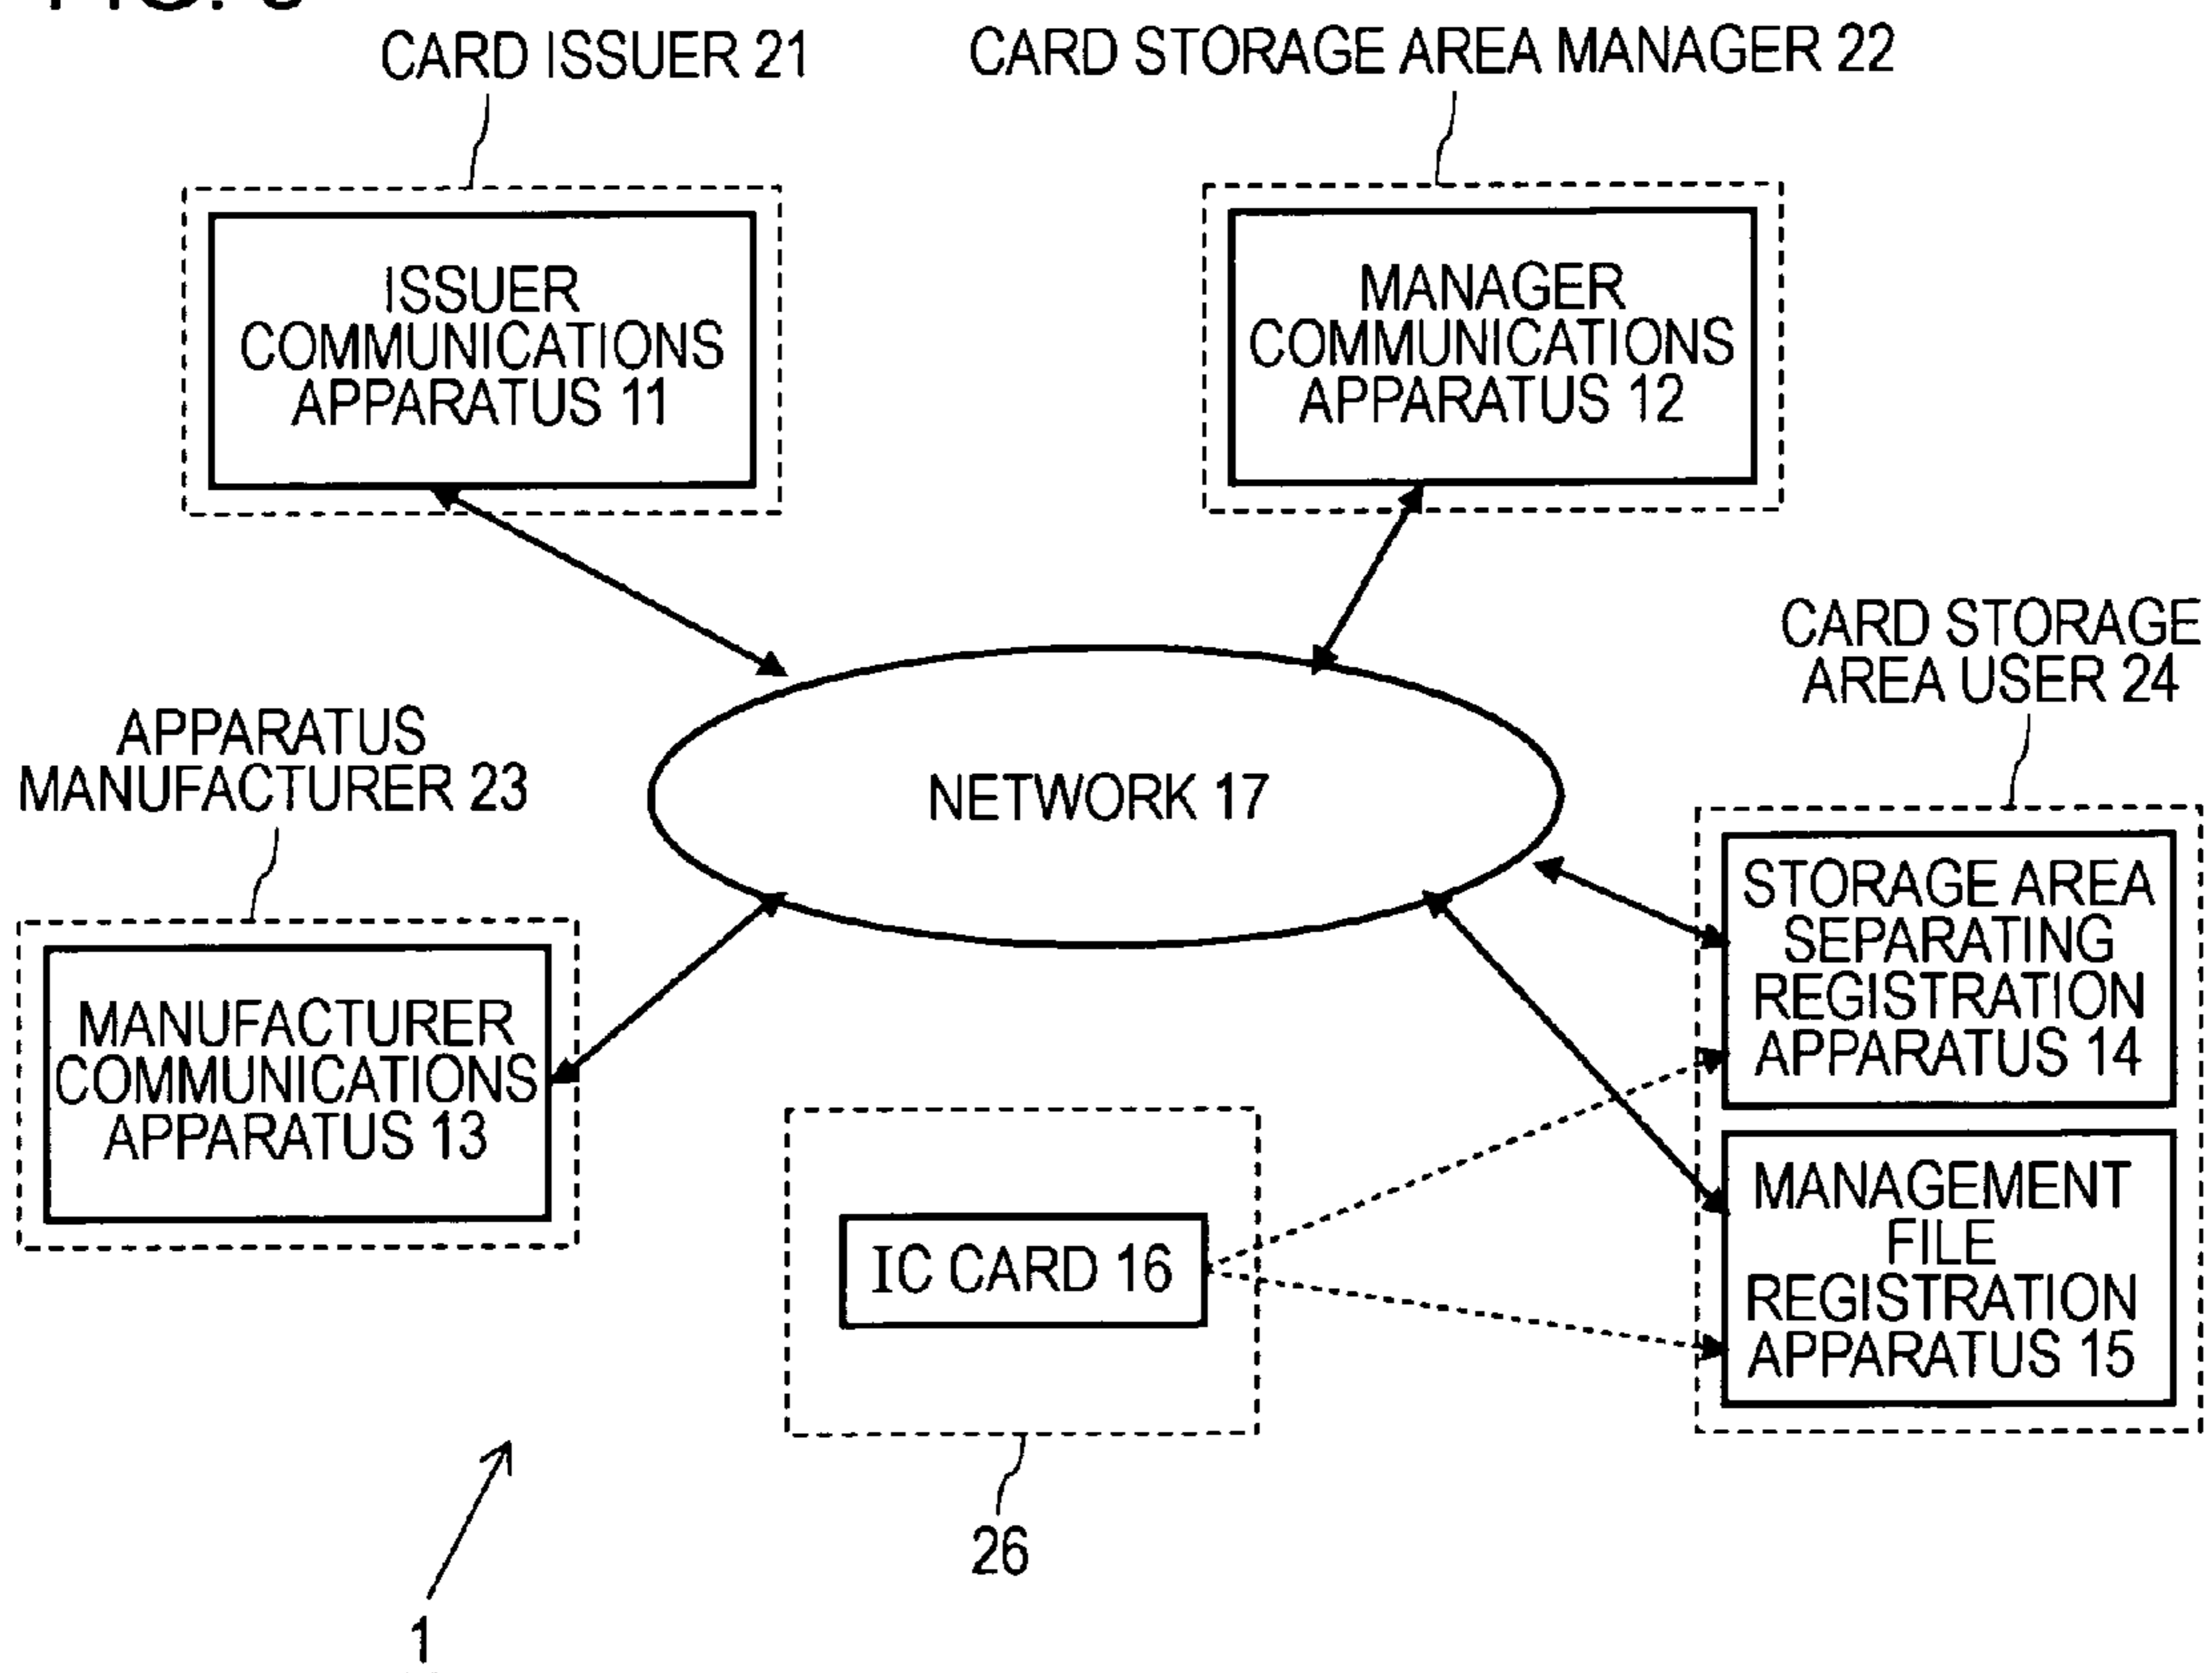 CARD ISSUER 21
CARD STORAGE AREA MANAGER 22
ISSUER
COMMUNICATIONS
APPARATUS 11
MANAGER
COMMUNICATIONS
APPARATUS 12
CARD STORAGE
AREA USER 24
APPARATUS
MANUFACTURER 23
NETWORK 17
STORAGE AREA
SEPARATING
REGISTRATION
APPARATUS 14
MANUFACTURER
COMMUNICATIONS
APPARATUS 13
MANAGEMENT
FILE
REGISTRATION
APPARATUS 15
IC CARD 16
26
1